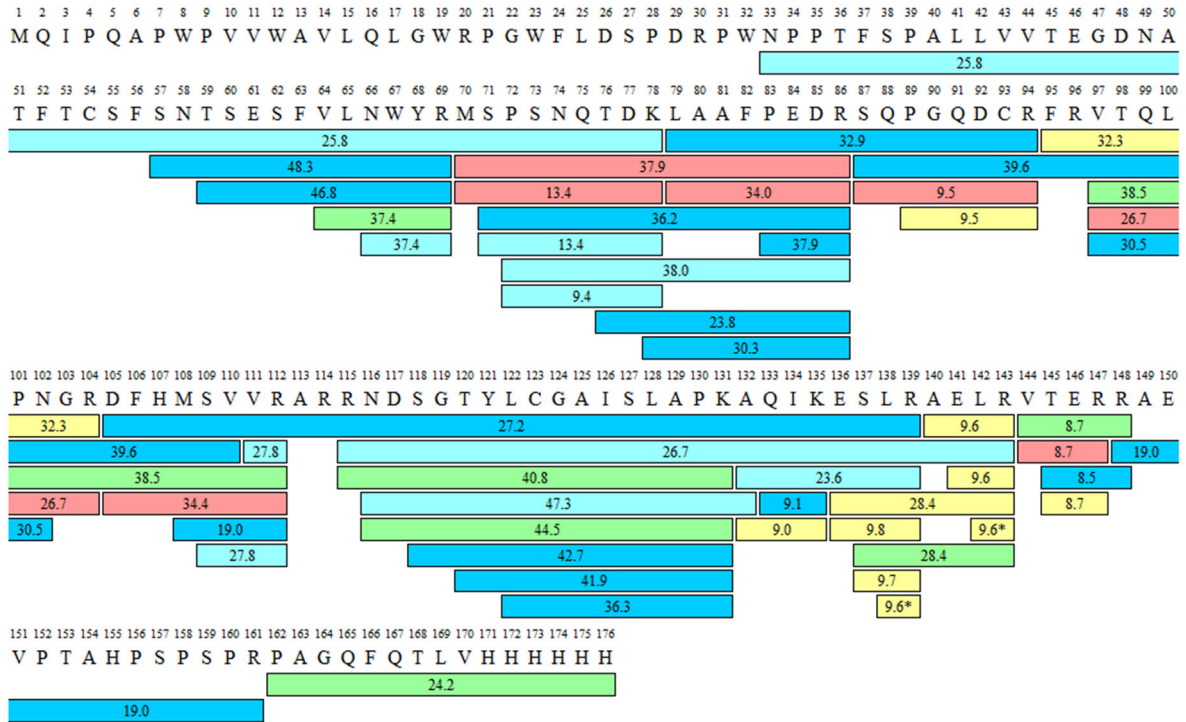 1 2 3 4 5 6 7 8 9 10 11 12 13 14 15 16 17 18 19 20 21 22 23 24 25 26 27 28 29 30 31 32 33 34 35 36 37 38 39 40 41 42 43 44 45 46 47 48 49 50
M Q I P Q A P W P V V W A V L Q L G W R P G W F L D S P D R P W N P P T F S P A L L V V T E G D N A
25.8
51 52 53 54 55 56 57 58 59 60 61 62 63 64 65 66 67 68 69 70 71 72 73 74 75 76 77 78 79 80 81 82 83 84 85 86 87 88 89 90 91 92 93 94 95 96 97 98 99 100
T F T C S F S N T S E S F V L N W Y R M S P S N Q T D K L A A F P E D R S Q P G Q D C R F R V T Q L
25.8 32.9 32.3
48.3 37.9 39.6
46.8 13.4 34.0 9.5 38.5
37.4 36.2 9.5 26.7
37.4 13.4 37.9 30.5
38.0
9.4
23.8
30.3
101 102 103 104 105 106 107 108 109 110 111 112 113 114 115 116 117 118 119 120 121 122 123 124 125 126 127 128 129 130 131 132 133 134 135 136 137 138 139 140 141 142 143 144 145 146 147 148 149 150
P N G R D F H M S V V R A R R N D S G T Y L C G A I S L A P K A Q I K E S L R A E L R V T E R R A E
32.3 27.2 9.6 8.7
39.6 27.8 26.7 8.7 19.0
38.5 40.8 23.6 9.6 8.5
26.7 34.4 47.3 9.1 28.4 8.7
30.5 19.0 44.5 9.0 9.8 9.6*
27.8 42.7 28.4
41.9 9.7
36.3 9.6*
151 152 153 154 155 156 157 158 159 160 161 162 163 164 165 166 167 168 169 170 171 172 173 174 175 176
V P T A H P S P S P R P A G Q F Q T L V H H H H H H
24.2
19.0